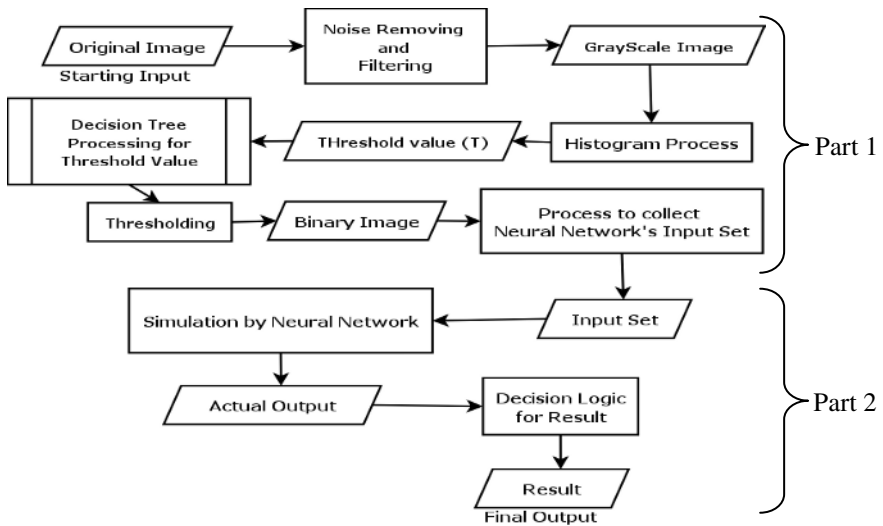 Original Image
Starting Input
Noise Removing
and
Filtering
GrayScale Image
Histogram Process
THreshold value (T)
Decision Tree
Processing for
Threshold Value
Thresholding
Binary Image
Process to collect
Neural Network's Input Set
Part 1
Input Set
Simulation by Neural Network
Actual Output
Decision Logic
for Result
Result
Final Output
Part 2